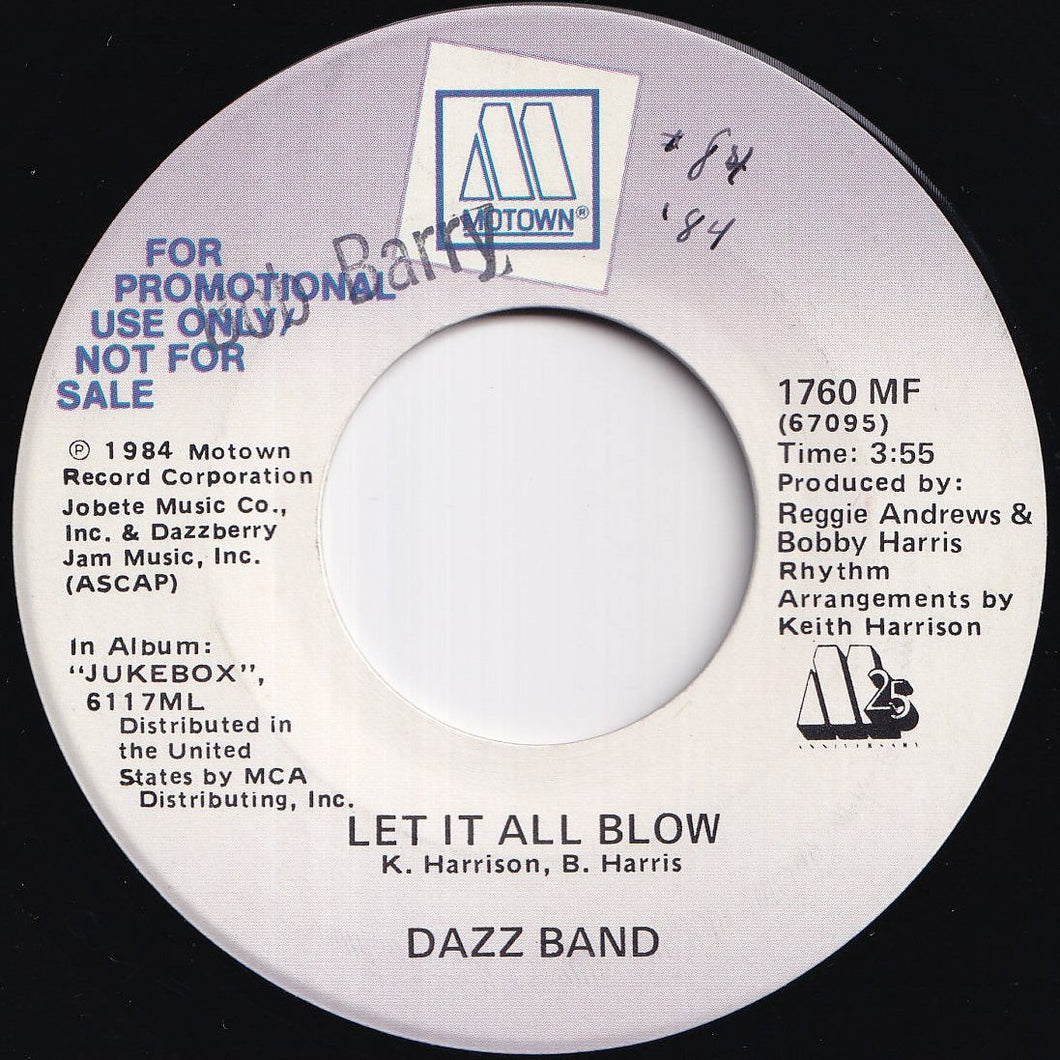 MOTOWN®
* 84
'84
Bob Barry
FOR
PROMOTIONAL
USE ONLY/
NOT FOR
SALE
℗ 1984 Motown
Record Corporation
Jobete Music Co.,
Inc. & Dazzberry
Jam Music, Inc.
(ASCAP)
In Album:
"JUKEBOX",
6117ML
Distributed in
the United
States by MCA
Distributing, Inc.
1760 MF
(67095)
Time: 3:55
Produced by:
Reggie Andrews &
Bobby Harris
Rhythm
Arrangements by
Keith Harrison
M 25
ANNIVERSARY
LET IT ALL BLOW
K. Harrison, B. Harris
DAZZ BAND